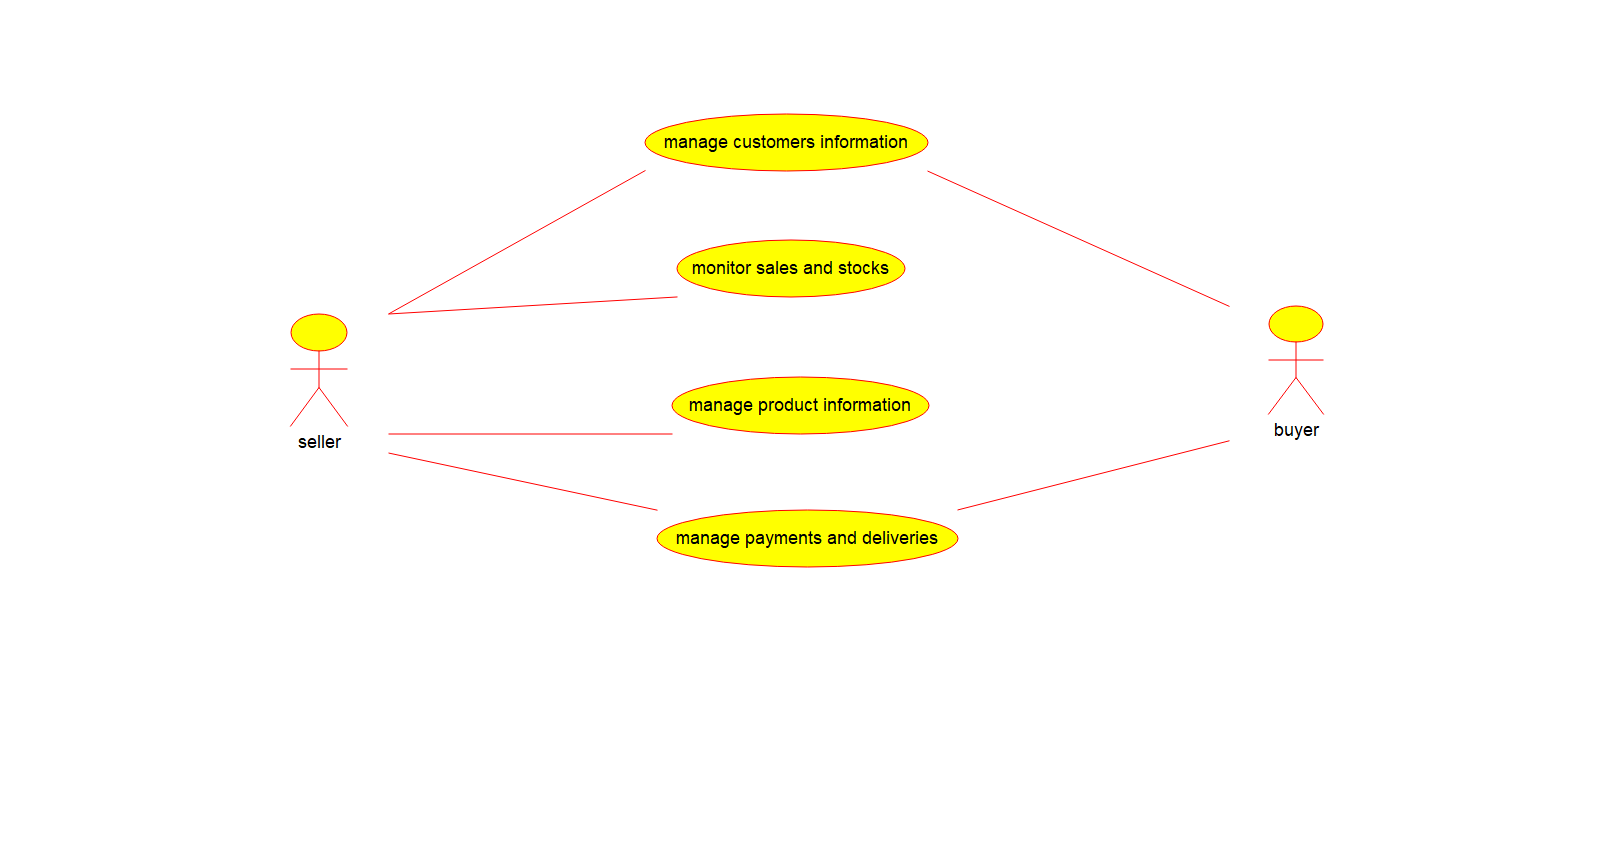 manage customers information
monitor sales and stocks
manage product information
seller
buyer
manage payments and deliveries